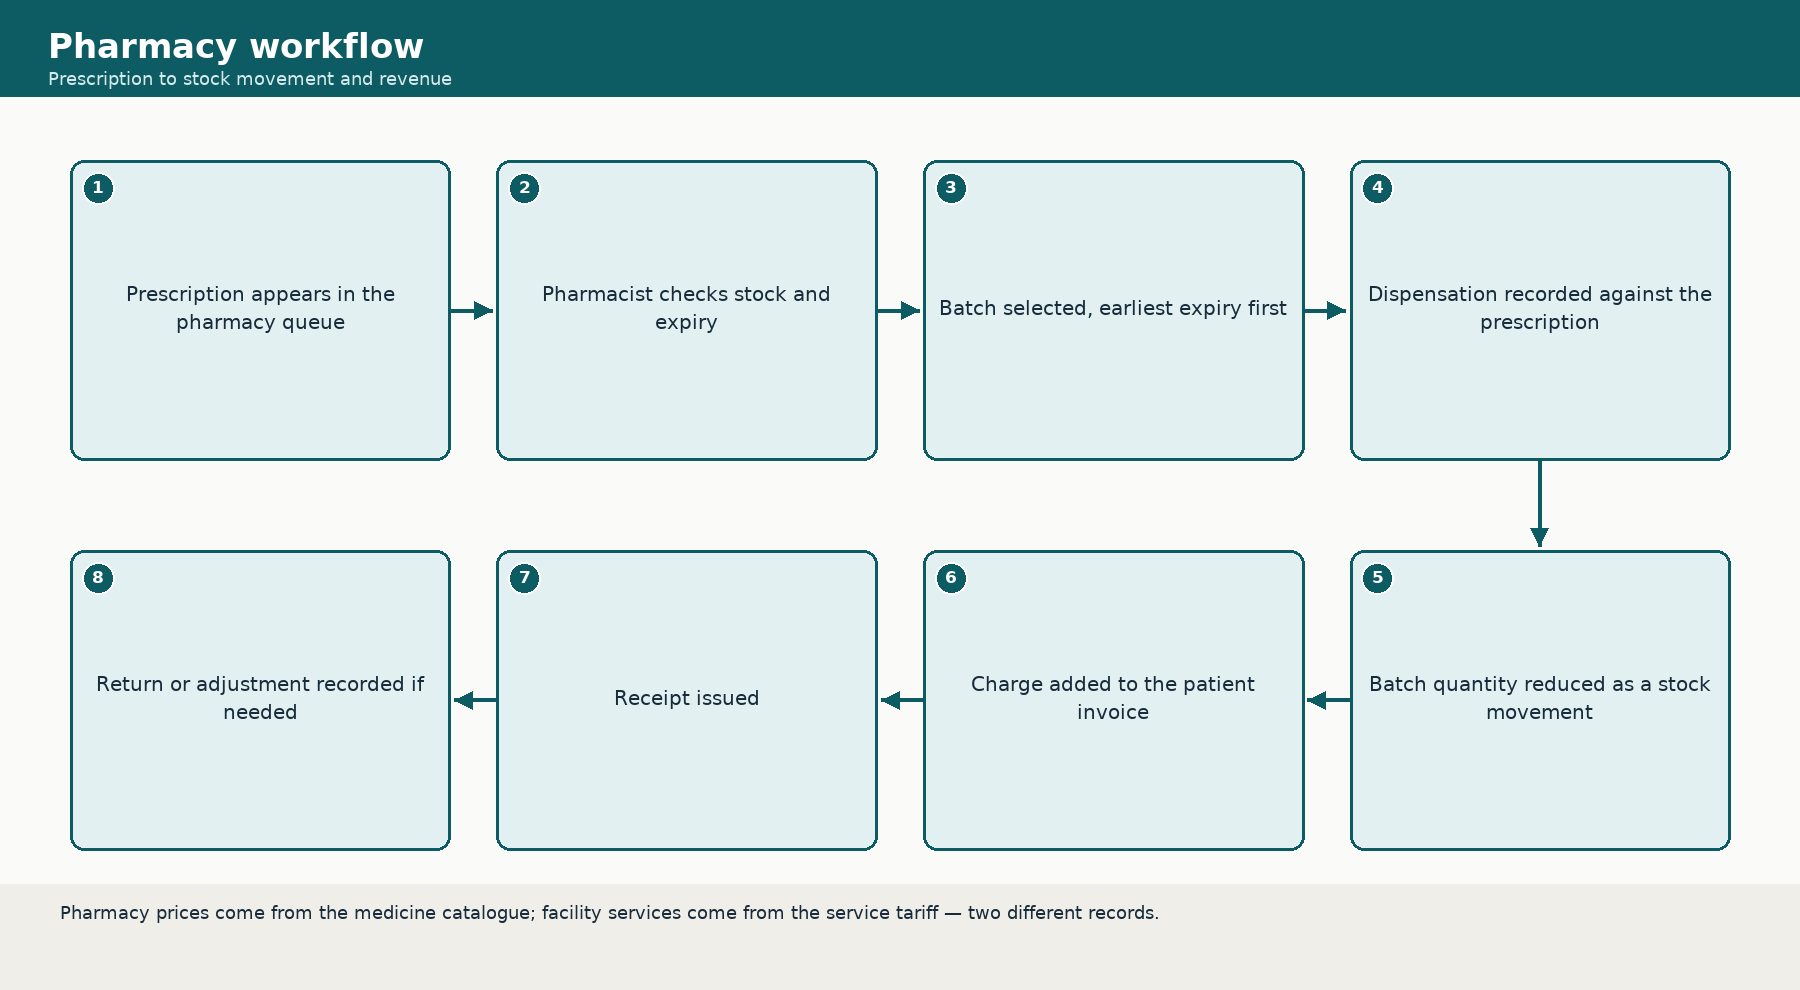 Pharmacy workflow
Prescription to stock movement and revenue
1
Prescription appears in the
pharmacy queue
2
Pharmacist checks stock and
expiry
3
Batch selected, earliest expiry first
4
Dispensation recorded against the
prescription
5
Batch quantity reduced as a stock
movement
6
Charge added to the patient
invoice
7
Receipt issued
8
Return or adjustment recorded if
needed
Pharmacy prices come from the medicine catalogue; facility services come from the service tariff — two different records.